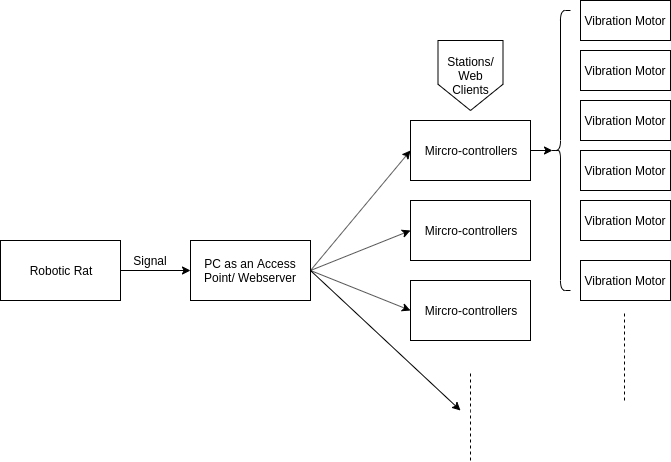 Robotic Rat
Signal
PC as an Access
Point/ Webserver
Stations/
Web
Clients
Mircro-controllers
Mircro-controllers
Mircro-controllers
Vibration Motor
Vibration Motor
Vibration Motor
Vibration Motor
Vibration Motor
Vibration Motor